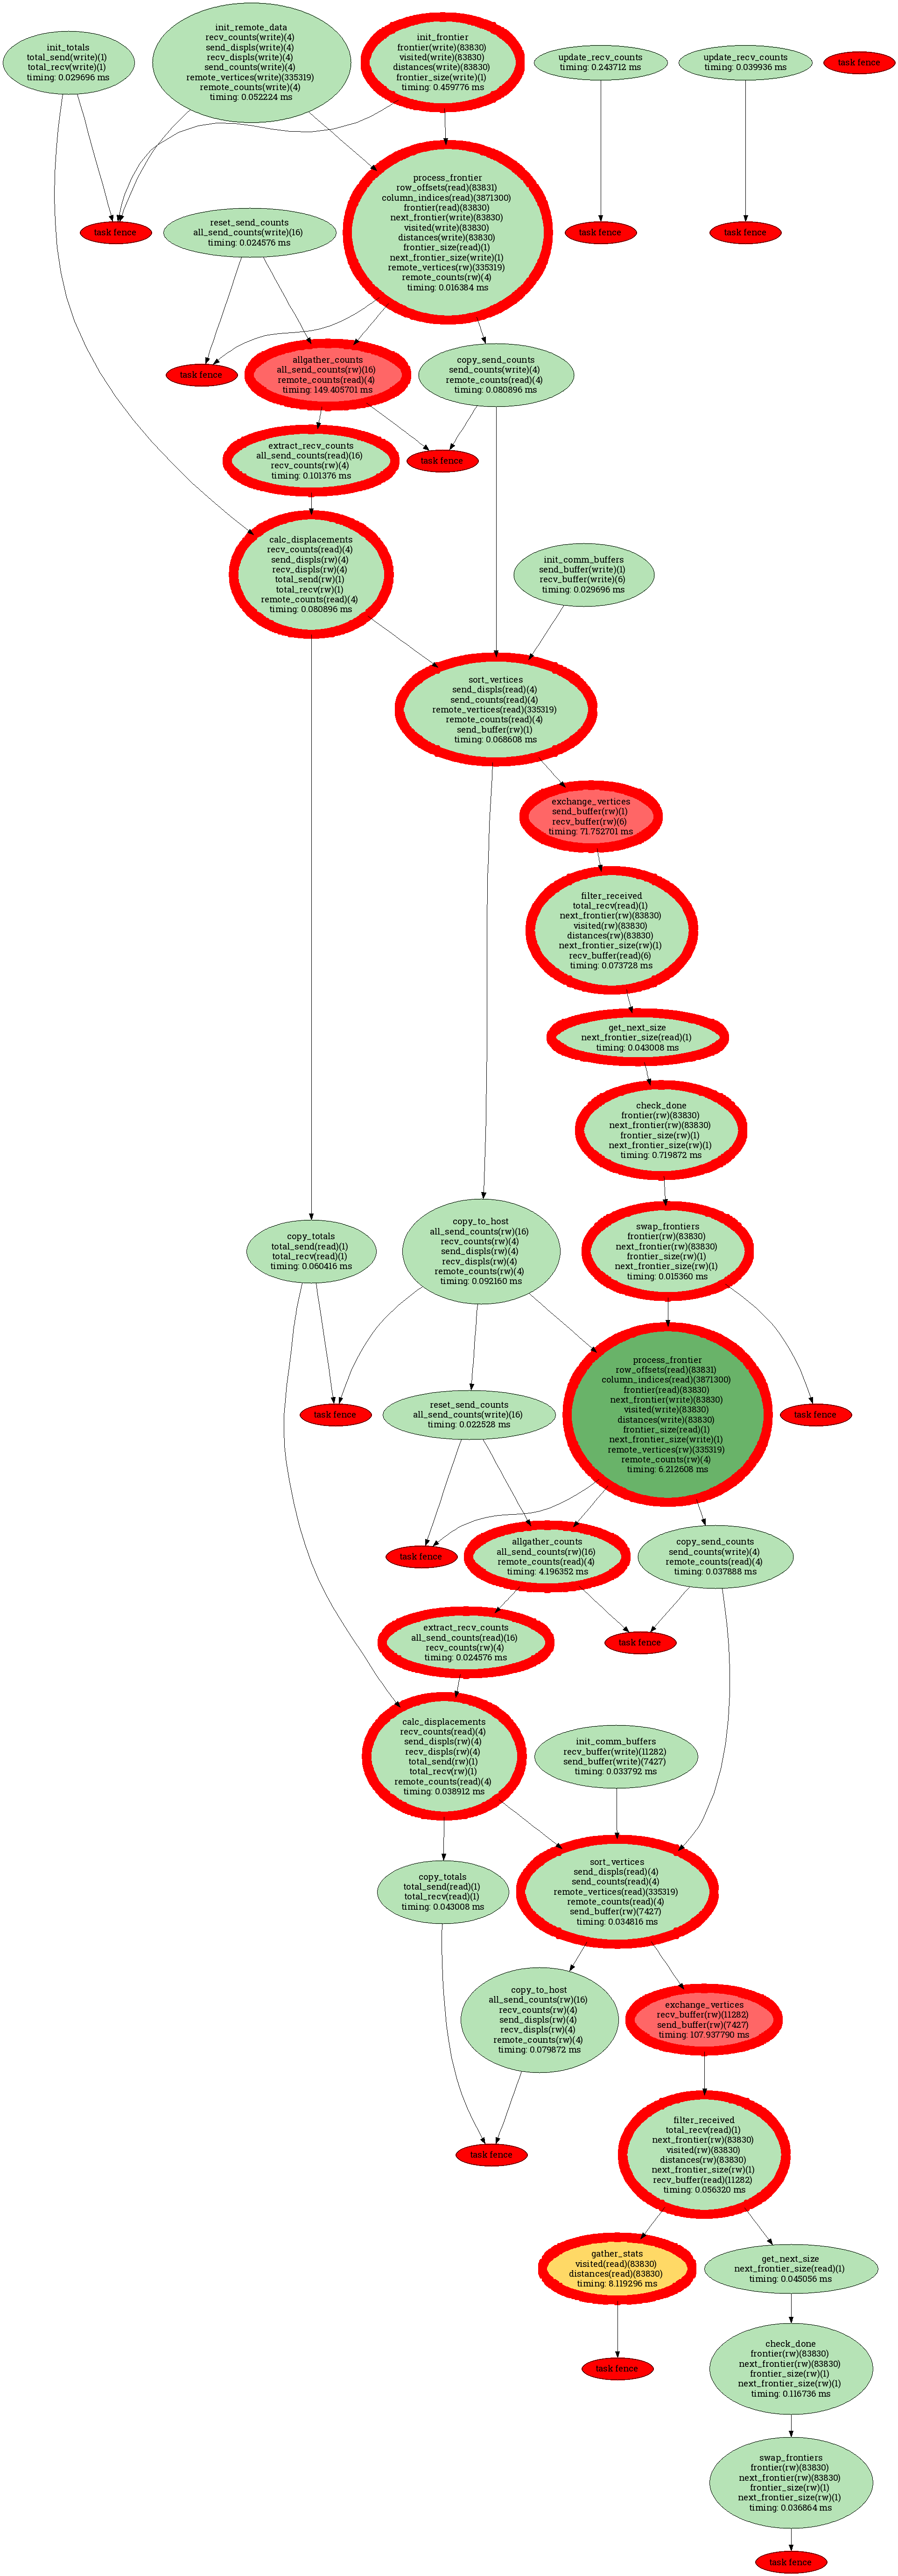 init_totals
total_send(write)(1)
total_recv(write)(1)
timing: 0.029696 ms
init_remote_data
recv_counts(write)(4)
send_displs(write)(4)
recv_displs(write)(4)
send_counts(write)(4)
remote_vertices(write)(335319)
remote_counts(write)(4)
timing: 0.052224 ms
init_frontier
frontier(write)(83830)
visited(write)(83830)
distances(write)(83830)
frontier_size(write)(1)
timing: 0.459776 ms
update_recv_counts
timing: 0.243712 ms
update_recv_counts
timing: 0.039936 ms
task fence
process_frontier
row_offsets(read)(83831)
column_indices(read)(3871300)
frontier(read)(83830)
next_frontier(write)(83830)
visited(write)(83830)
distances(write)(83830)
frontier_size(read)(1)
next_frontier_size(write)(1)
remote_vertices(rw)(335319)
remote_counts(rw)(4)
timing: 0.016384 ms
task fence
reset_send_counts
all_send_counts(write)(16)
timing: 0.024576 ms
task fence
task fence
task fence
allgather_counts
all_send_counts(rw)(16)
remote_counts(read)(4)
timing: 149.405701 ms
copy_send_counts
send_counts(write)(4)
remote_counts(read)(4)
timing: 0.080896 ms
extract_recv_counts
all_send_counts(read)(16)
recv_counts(rw)(4)
timing: 0.101376 ms
task fence
calc_displacements
recv_counts(read)(4)
send_displs(rw)(4)
recv_displs(rw)(4)
total_send(rw)(1)
total_recv(rw)(1)
remote_counts(read)(4)
timing: 0.080896 ms
init_comm_buffers
send_buffer(write)(1)
recv_buffer(write)(6)
timing: 0.029696 ms
sort_vertices
send_displs(read)(4)
send_counts(read)(4)
remote_vertices(read)(335319)
remote_counts(read)(4)
send_buffer(rw)(1)
timing: 0.068608 ms
exchange_vertices
send_buffer(rw)(1)
recv_buffer(rw)(6)
timing: 71.752701 ms
filter_received
total_recv(read)(1)
next_frontier(rw)(83830)
visited(rw)(83830)
distances(rw)(83830)
next_frontier_size(rw)(1)
recv_buffer(read)(6)
timing: 0.073728 ms
get_next_size
next_frontier_size(read)(1)
timing: 0.043008 ms
check_done
frontier(rw)(83830)
next_frontier(rw)(83830)
frontier_size(rw)(1)
next_frontier_size(rw)(1)
timing: 0.719872 ms
copy_totals
total_send(read)(1)
total_recv(read)(1)
timing: 0.060416 ms
copy_to_host
all_send_counts(rw)(16)
recv_counts(rw)(4)
send_displs(rw)(4)
recv_displs(rw)(4)
remote_counts(rw)(4)
timing: 0.092160 ms
swap_frontiers
frontier(rw)(83830)
next_frontier(rw)(83830)
frontier_size(rw)(1)
next_frontier_size(rw)(1)
timing: 0.015360 ms
task fence
reset_send_counts
all_send_counts(write)(16)
timing: 0.022528 ms
process_frontier
row_offsets(read)(83831)
column_indices(read)(3871300)
frontier(read)(83830)
next_frontier(write)(83830)
visited(write)(83830)
distances(write)(83830)
frontier_size(read)(1)
next_frontier_size(write)(1)
remote_vertices(rw)(335319)
remote_counts(rw)(4)
timing: 6.212608 ms
task fence
task fence
allgather_counts
all_send_counts(rw)(16)
remote_counts(read)(4)
timing: 4.196352 ms
copy_send_counts
send_counts(write)(4)
remote_counts(read)(4)
timing: 0.037888 ms
extract_recv_counts
all_send_counts(read)(16)
recv_counts(rw)(4)
timing: 0.024576 ms
task fence
calc_displacements
recv_counts(read)(4)
send_displs(rw)(4)
recv_displs(rw)(4)
total_send(rw)(1)
total_recv(rw)(1)
remote_counts(read)(4)
timing: 0.038912 ms
init_comm_buffers
recv_buffer(write)(11282)
send_buffer(write)(7427)
timing: 0.033792 ms
copy_totals
total_send(read)(1)
total_recv(read)(1)
timing: 0.043008 ms
sort_vertices
send_displs(read)(4)
send_counts(read)(4)
remote_vertices(read)(335319)
remote_counts(read)(4)
send_buffer(rw)(7427)
timing: 0.034816 ms
copy_to_host
all_send_counts(rw)(16)
recv_counts(rw)(4)
send_displs(rw)(4)
recv_displs(rw)(4)
remote_counts(rw)(4)
timing: 0.079872 ms
exchange_vertices
recv_buffer(rw)(11282)
send_buffer(rw)(7427)
timing: 107.937790 ms
task fence
filter_received
total_recv(read)(1)
next_frontier(rw)(83830)
visited(rw)(83830)
distances(rw)(83830)
next_frontier_size(rw)(1)
recv_buffer(read)(11282)
timing: 0.056320 ms
gather_stats
visited(read)(83830)
distances(read)(83830)
timing: 8.119296 ms
get_next_size
next_frontier_size(read)(1)
timing: 0.045056 ms
task fence
check_done
frontier(rw)(83830)
next_frontier(rw)(83830)
frontier_size(rw)(1)
next_frontier_size(rw)(1)
timing: 0.116736 ms
swap_frontiers
frontier(rw)(83830)
next_frontier(rw)(83830)
frontier_size(rw)(1)
next_frontier_size(rw)(1)
timing: 0.036864 ms
task fence